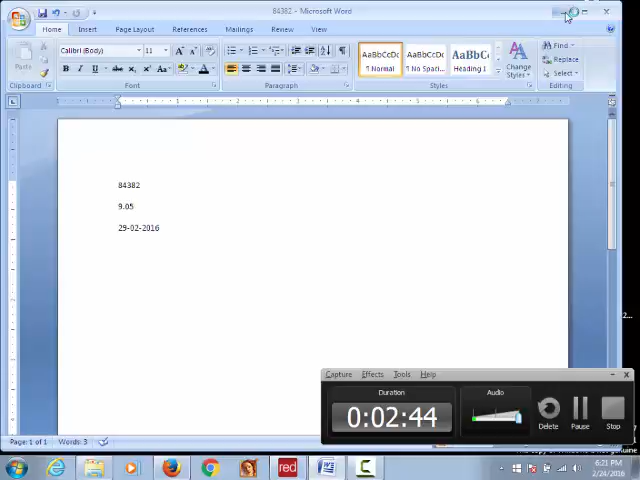 84382 - Microsoft Word
Home Insert Page Layout References Mailings Review View
Calibri (Body) 11
Paste
AaBbCcDc AaBbCcDc AaBbCc
¶ Normal ¶ No Spaci... Heading 1
Change Styles
Find
Replace
Select
Clipboard Font Paragraph Styles Editing
84382
9.05
29-02-2016
Capture Effects Tools Help
Duration Audio
0:02:44
Delete Pause Stop
Page: 1 of 1 Words: 3
red
6:21 PM
2/24/2016